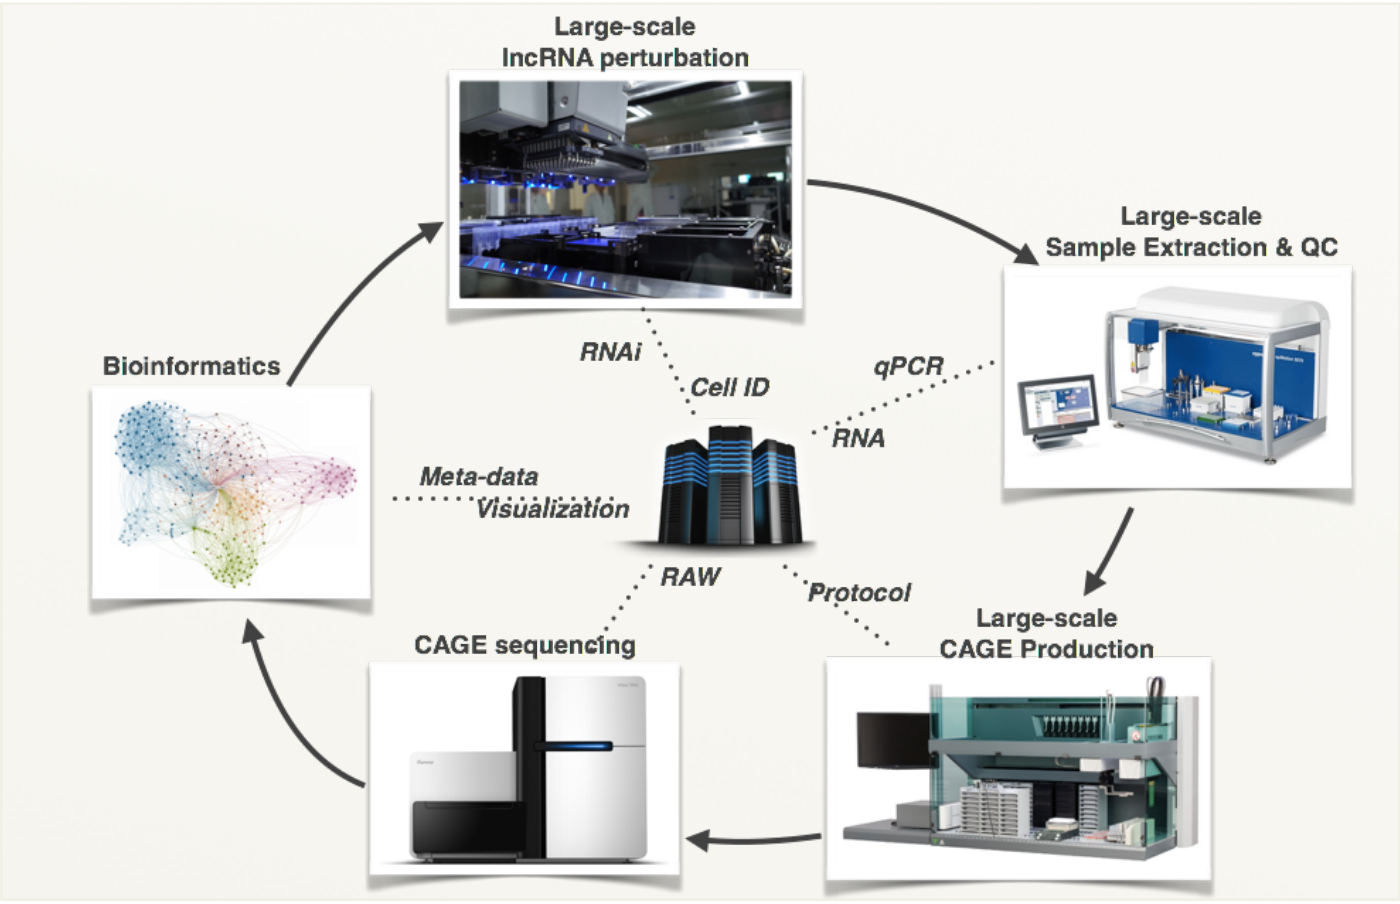 Large-scale
lncRNA perturbation
Large-scale
Sample Extraction & QC
Bioinformatics
RNAi
Cell ID
qPCR
RNA
Meta-data
Visualization
RAW
Protocol
Large-scale
CAGE Production
CAGE sequencing